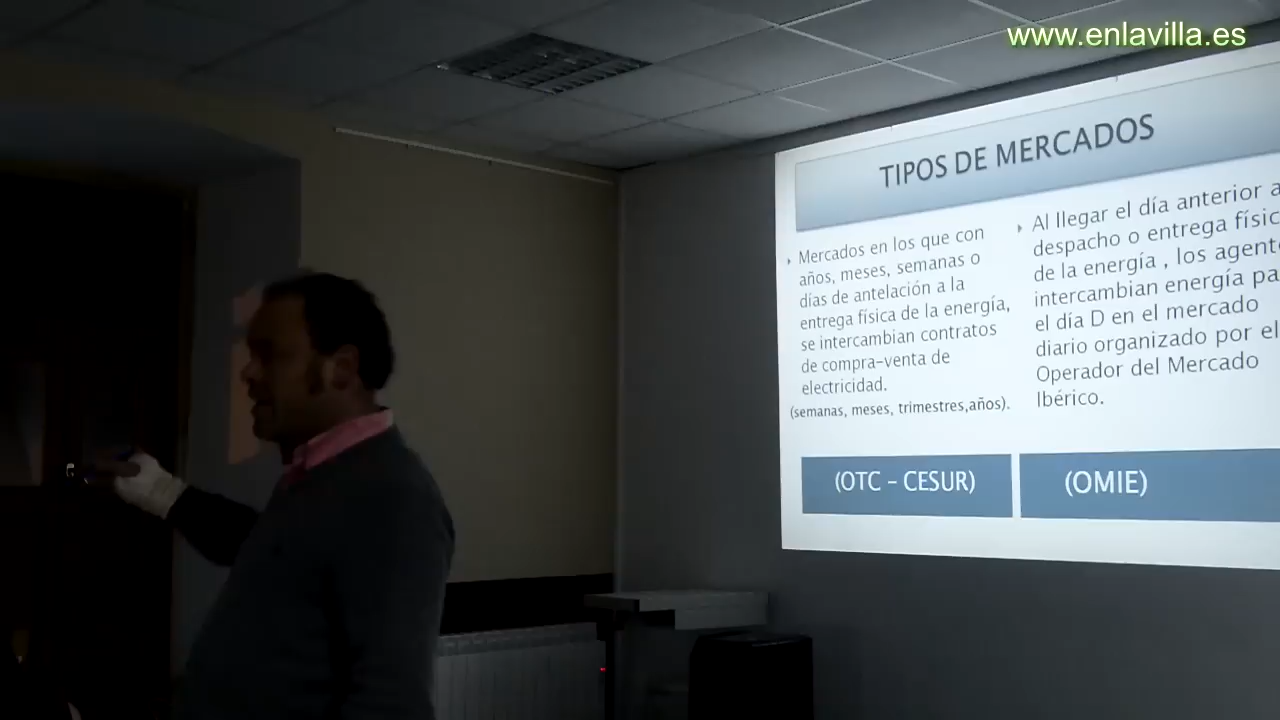 www.enlavilla.es
TIPOS DE MERCADOS
Mercados en los que con
años, meses, semanas o
días de antelación a la
entrega física de la energía,
se intercambian contratos
de compra-venta de
electricidad.
(semanas, meses, trimestres,años).
(OTC - CESUR)
Al llegar el día anterior a
despacho o entrega físic
de la energía , los agent
intercambian energía pa
el día D en el mercado
diario organizado por el
Operador del Mercado
Ibérico.
(OMIE)